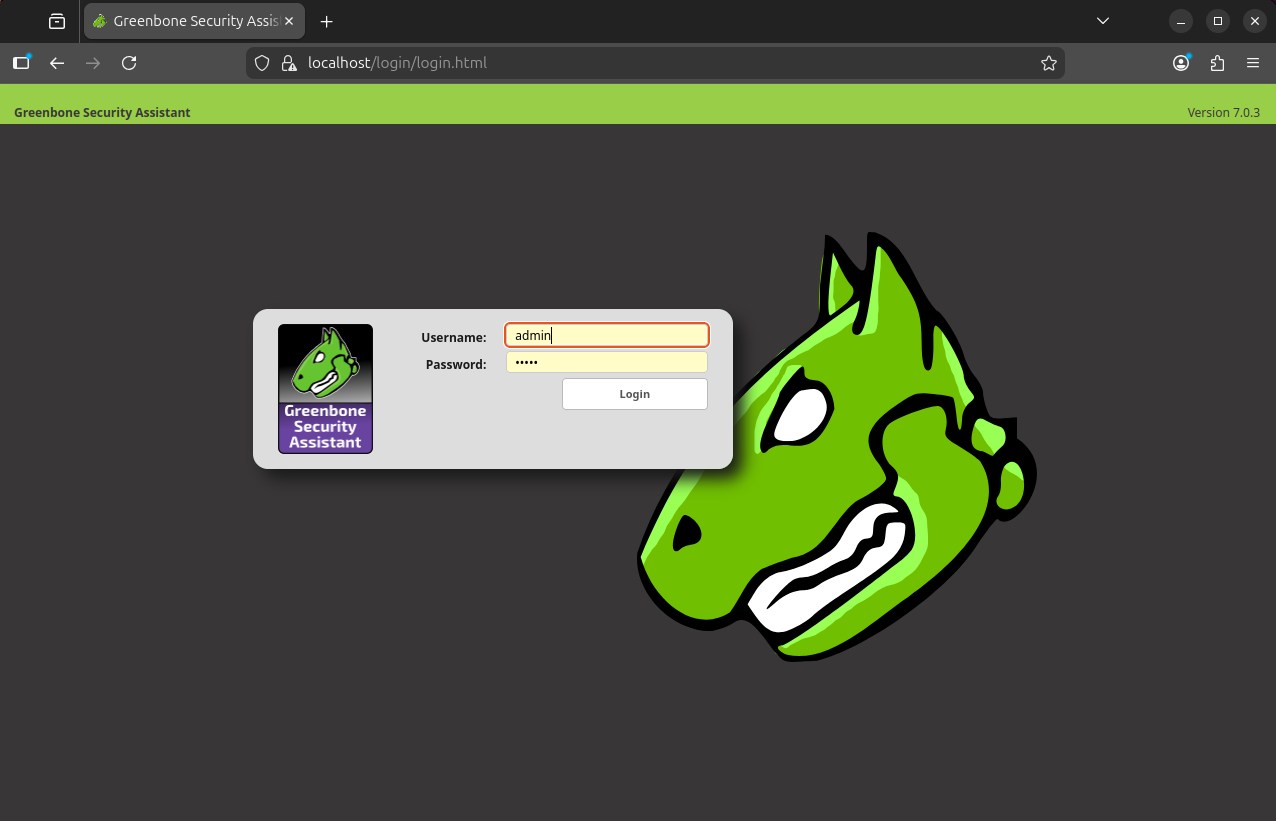 Greenbone Security Assis
localhost/login/login.html
Greenbone Security Assistant
Version 7.0.3
Greenbone
Security
Assistant
Username:
admin
Password:
•••••
Login